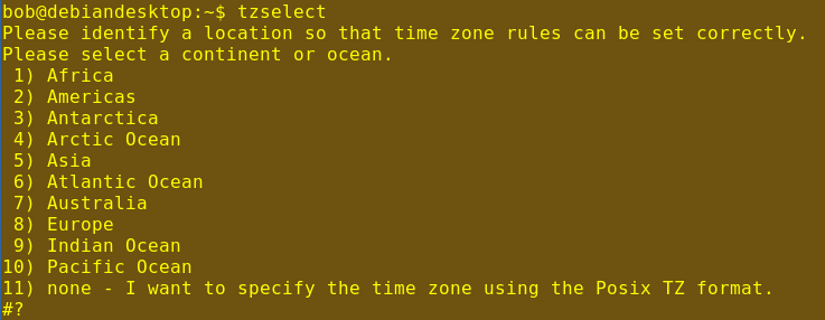 bob@debiandesktop:~$ tzselect
Please identify a location so that time zone rules can be set correctly.
Please select a continent or ocean.
 1) Africa
 2) Americas
 3) Antarctica
 4) Arctic Ocean
 5) Asia
 6) Atlantic Ocean
 7) Australia
 8) Europe
 9) Indian Ocean
10) Pacific Ocean
11) none - I want to specify the time zone using the Posix TZ format.
#?